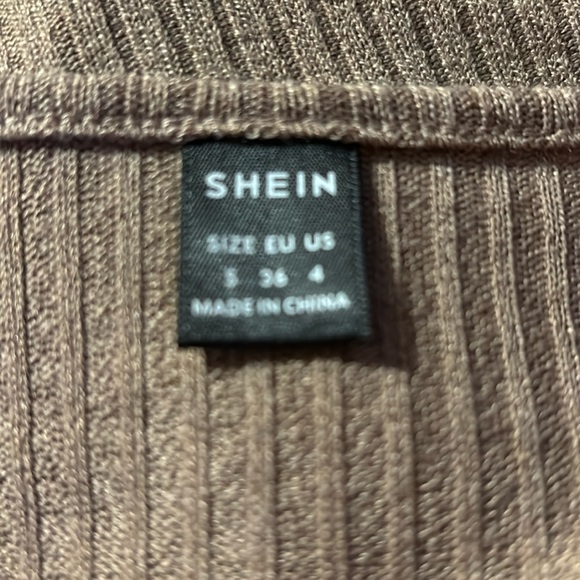 SHEIN
SIZE EU US
S 36 4
MADE IN CHINA